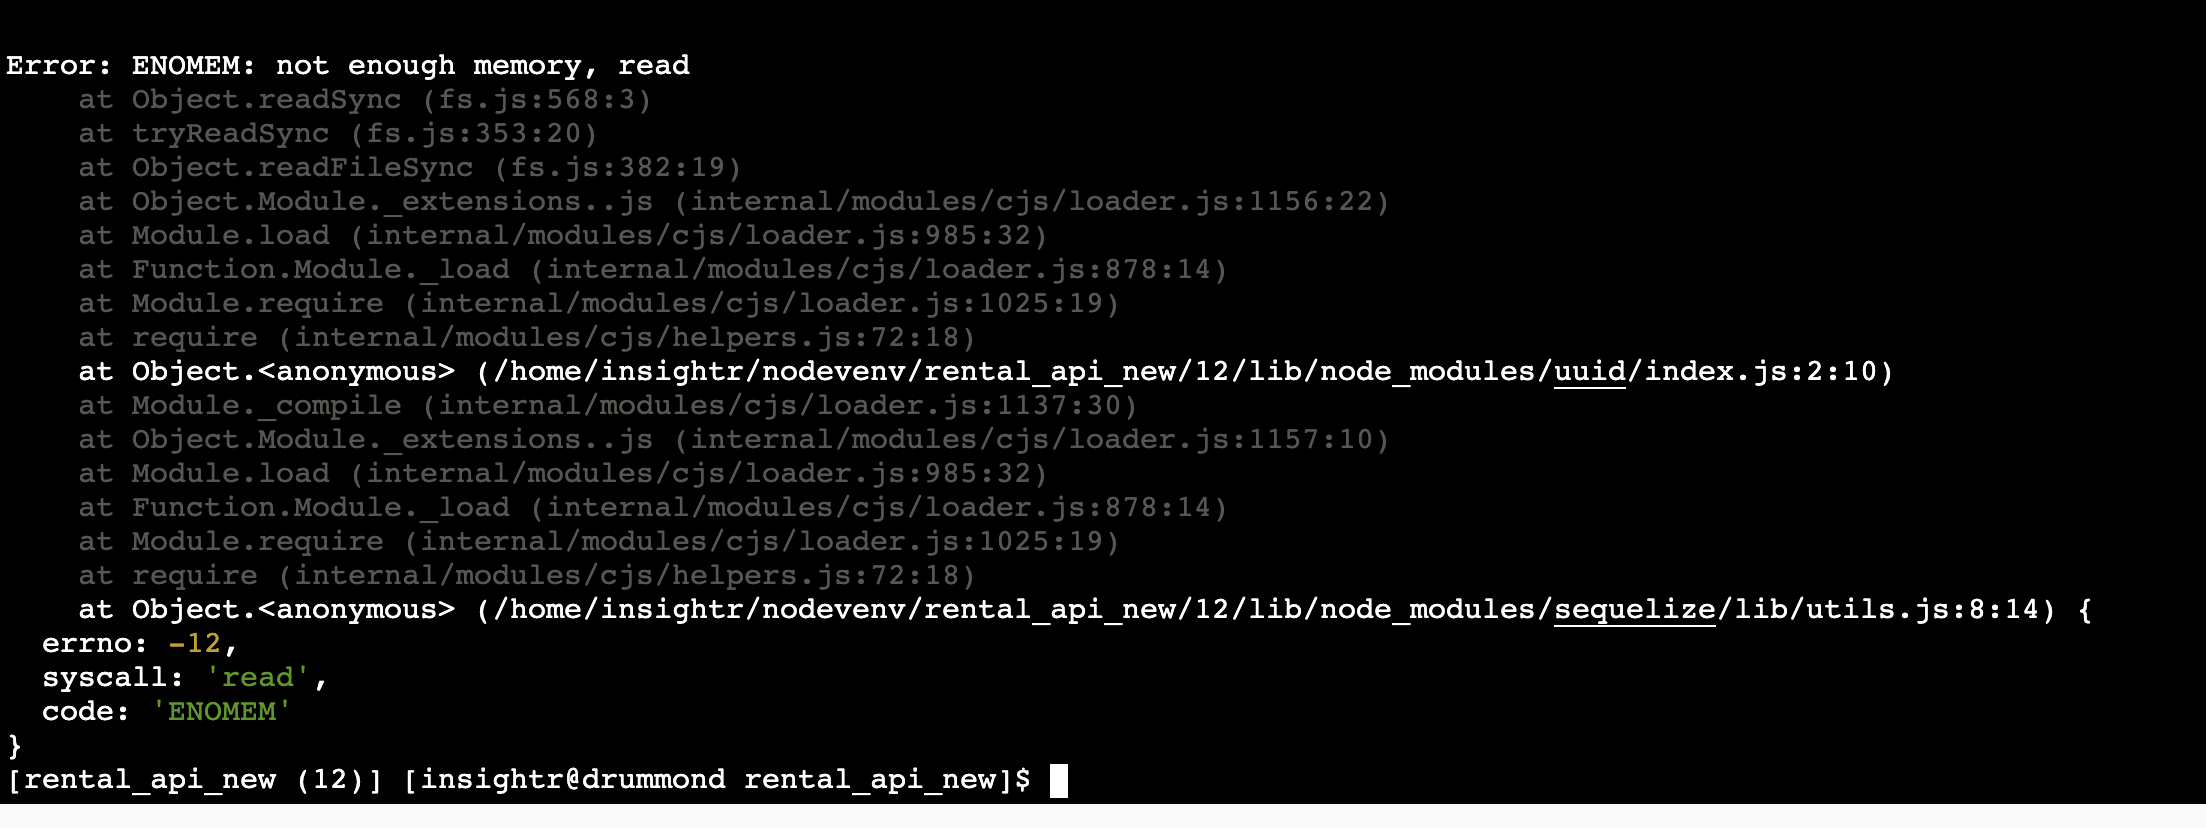 Error: ENOMEM: not enough memory, read
    at Object.readSync (fs.js:568:3)
    at tryReadSync (fs.js:353:20)
    at Object.readFileSync (fs.js:382:19)
    at Object.Module._extensions..js (internal/modules/cjs/loader.js:1156:22)
    at Module.load (internal/modules/cjs/loader.js:985:32)
    at Function.Module._load (internal/modules/cjs/loader.js:878:14)
    at Module.require (internal/modules/cjs/loader.js:1025:19)
    at require (internal/modules/cjs/helpers.js:72:18)
    at Object.<anonymous> (/home/insightr/nodevenv/rental_api_new/12/lib/node_modules/uuid/index.js:2:10)
    at Module._compile (internal/modules/cjs/loader.js:1137:30)
    at Object.Module._extensions..js (internal/modules/cjs/loader.js:1157:10)
    at Module.load (internal/modules/cjs/loader.js:985:32)
    at Function.Module._load (internal/modules/cjs/loader.js:878:14)
    at Module.require (internal/modules/cjs/loader.js:1025:19)
    at require (internal/modules/cjs/helpers.js:72:18)
    at Object.<anonymous> (/home/insightr/nodevenv/rental_api_new/12/lib/node_modules/sequelize/lib/utils.js:8:14) {
  errno: -12,
  syscall: 'read',
  code: 'ENOMEM'
}
[rental_api_new (12)] [insightr@drummond rental_api_new]$